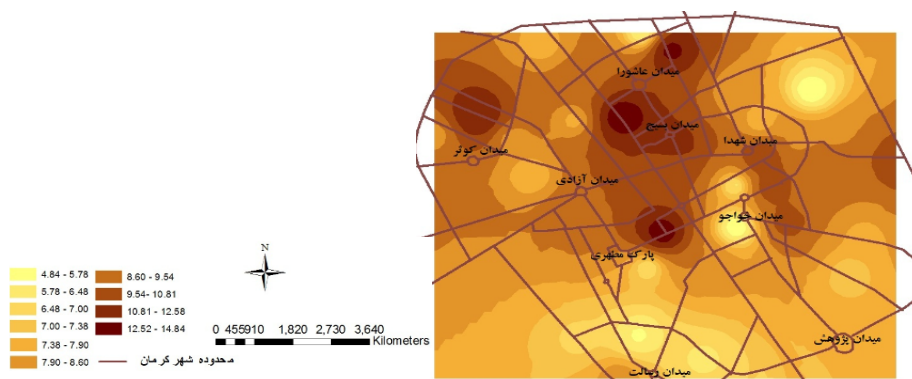 میدان عاشورا
میدان بسیج
میدان شهدا
میدان کوثر
میدان آزادی
میدان خواجو
پارک مطهری
میدان پژوهش
میدان رسالت
N
4.84 - 5.78
5.78 - 6.48
6.48 - 7.00
7.00 - 7.38
7.38 - 7.90
7.90 - 8.60
8.60 - 9.54
9.54- 10.81
10.81 - 12.58
12.52 - 14.84
محدوده شهر کرمان
0 455910 1,820 2,730 3,640
Kilometers